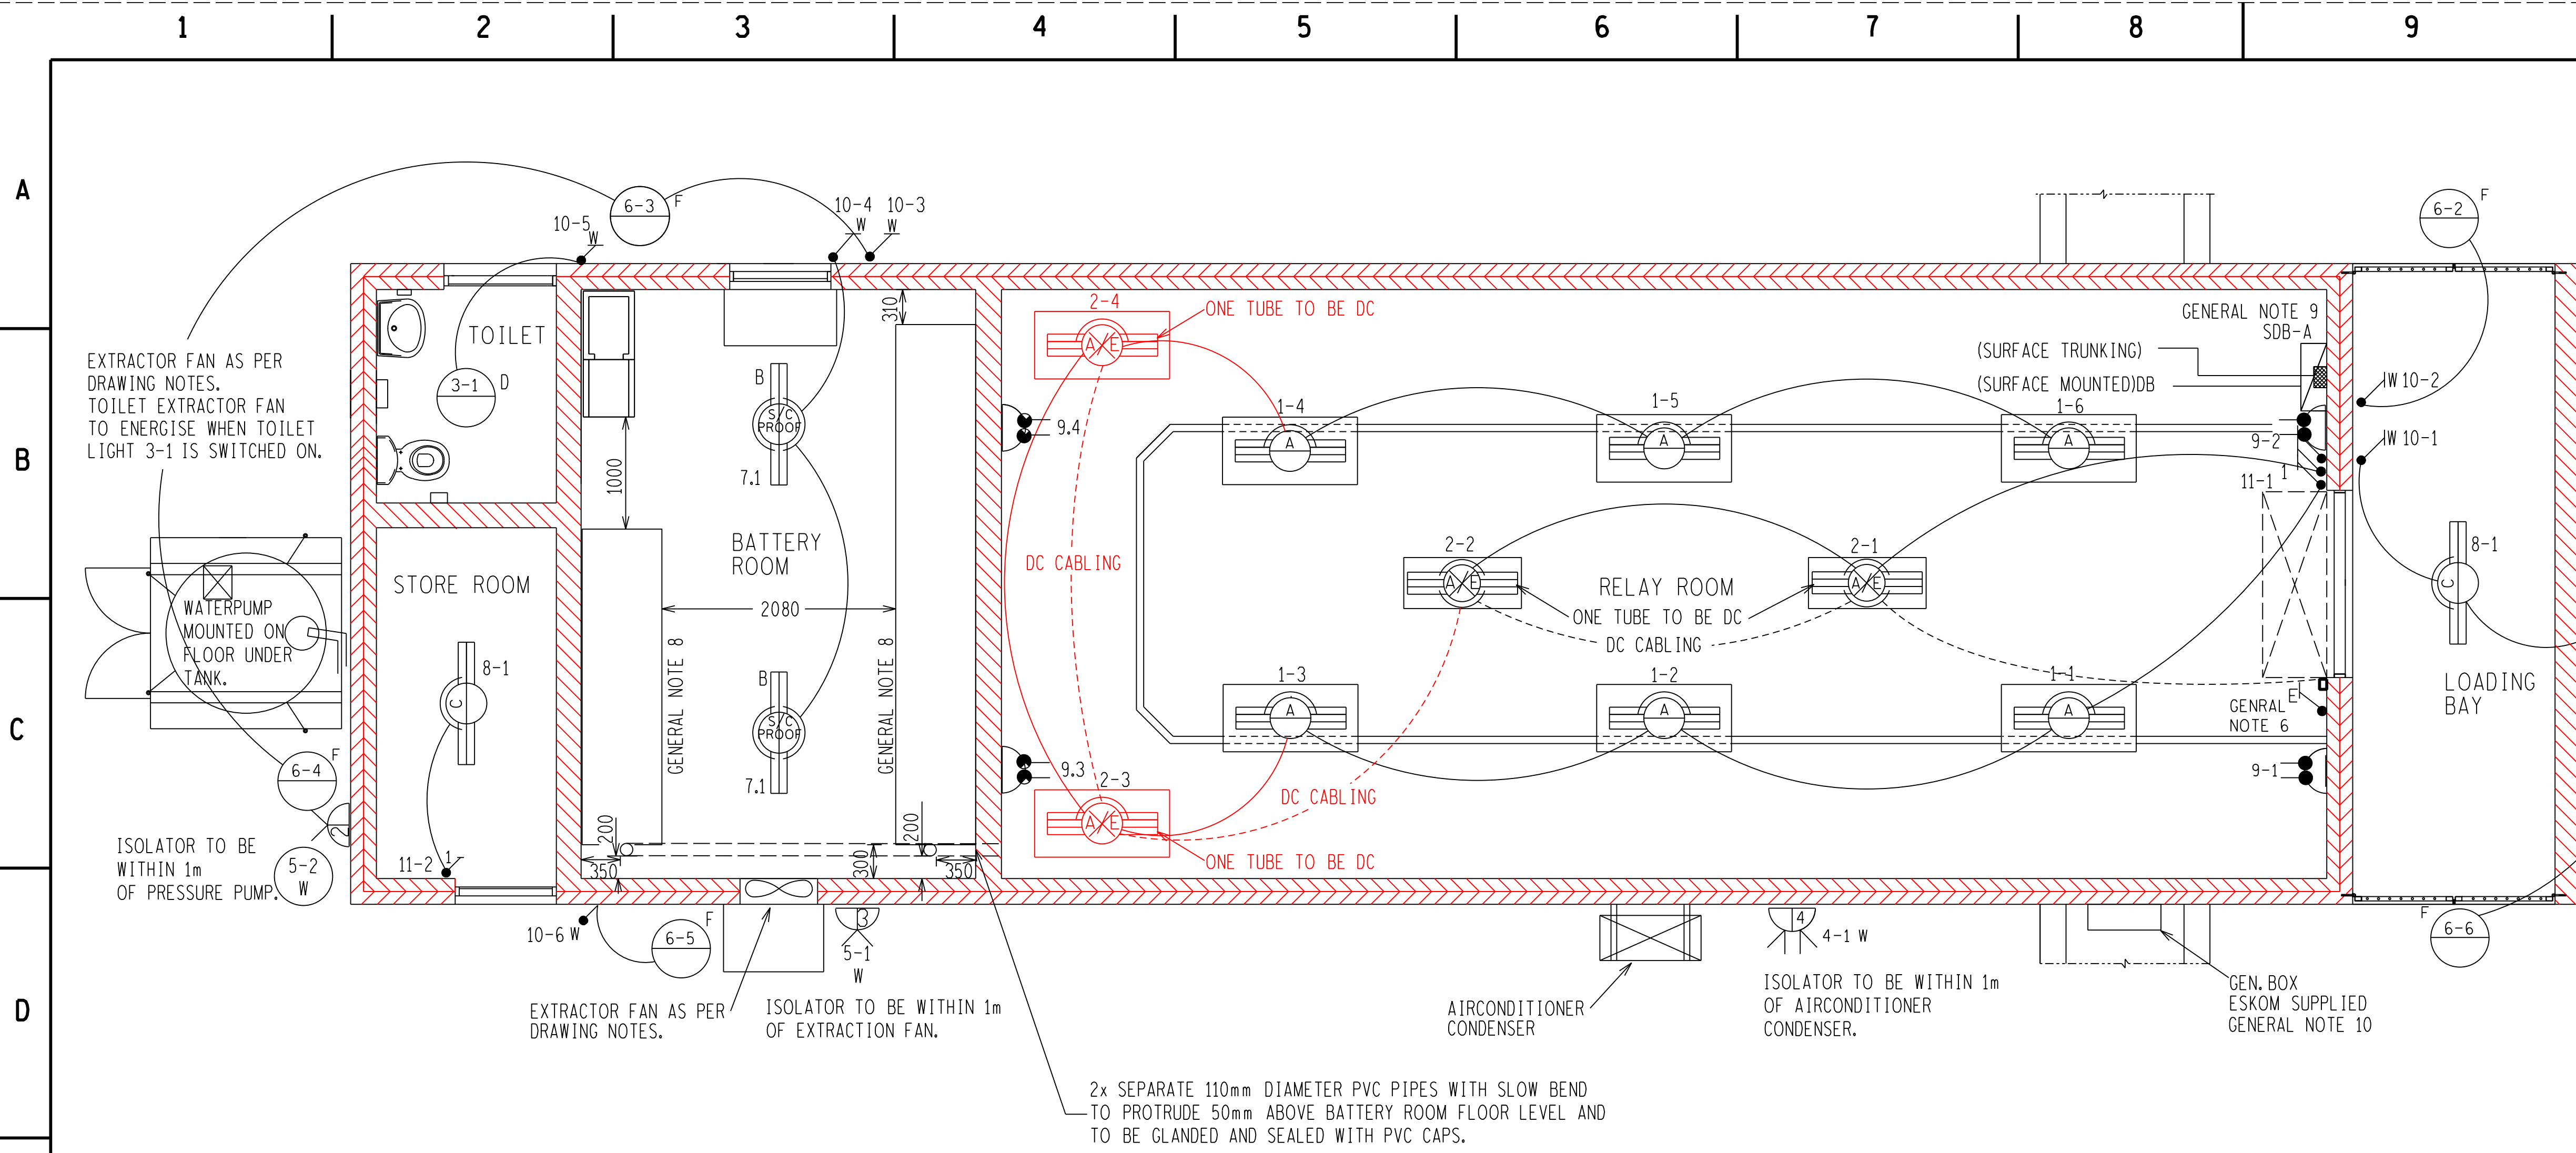 1 2 3 4 5 6 7 8 9
A
B
C
D
6-3 F
10-5 W
10-4 W
10-3 W
6-2 F
EXTRACTOR FAN AS PER
DRAWING NOTES.
TOILET EXTRACTOR FAN
TO ENERGISE WHEN TOILET
LIGHT 3-1 IS SWITCHED ON.
TOILET
3-1 D
B
S/C
PROOF
7.1
310
1000
BATTERY
ROOM
2080
GENERAL NOTE 8
GENERAL NOTE 8
B
S/C
PROOF
7.1
200
350
300
200
350
STORE ROOM
8-1
C
11-2 1
WATERPUMP
MOUNTED ON
FLOOR UNDER
TANK.
6-4 F
2
5-2
W
ISOLATOR TO BE
WITHIN 1m
OF PRESSURE PUMP.
2-4
A E
ONE TUBE TO BE DC
9.4
DC CABLING
9.3
2-3
A E
ONE TUBE TO BE DC
DC CABLING
1-4
A
1-5
A
1-6
A
2-2
A E
2-1
A E
RELAY ROOM
ONE TUBE TO BE DC
DC CABLING
1-3
A
1-2
A
1-1
A
GENERAL NOTE 9
SDB-A
(SURFACE TRUNKING)
(SURFACE MOUNTED)DB
9-2
11-1 1
IW 10-2
IW 10-1
8-1
C
LOADING
BAY
E
GENRAL
NOTE 6
9-1
10-6 W
6-5 F
3
5-1
W
EXTRACTOR FAN AS PER
DRAWING NOTES.
ISOLATOR TO BE WITHIN 1m
OF EXTRACTION FAN.
AIRCONDITIONER
CONDENSER
4
4-1 W
ISOLATOR TO BE WITHIN 1m
OF AIRCONDITIONER
CONDENSER.
GEN.BOX
ESKOM SUPPLIED
GENERAL NOTE 10
F
6-6
2x SEPARATE 110mm DIAMETER PVC PIPES WITH SLOW BEND
TO PROTRUDE 50mm ABOVE BATTERY ROOM FLOOR LEVEL AND
TO BE GLANDED AND SEALED WITH PVC CAPS.